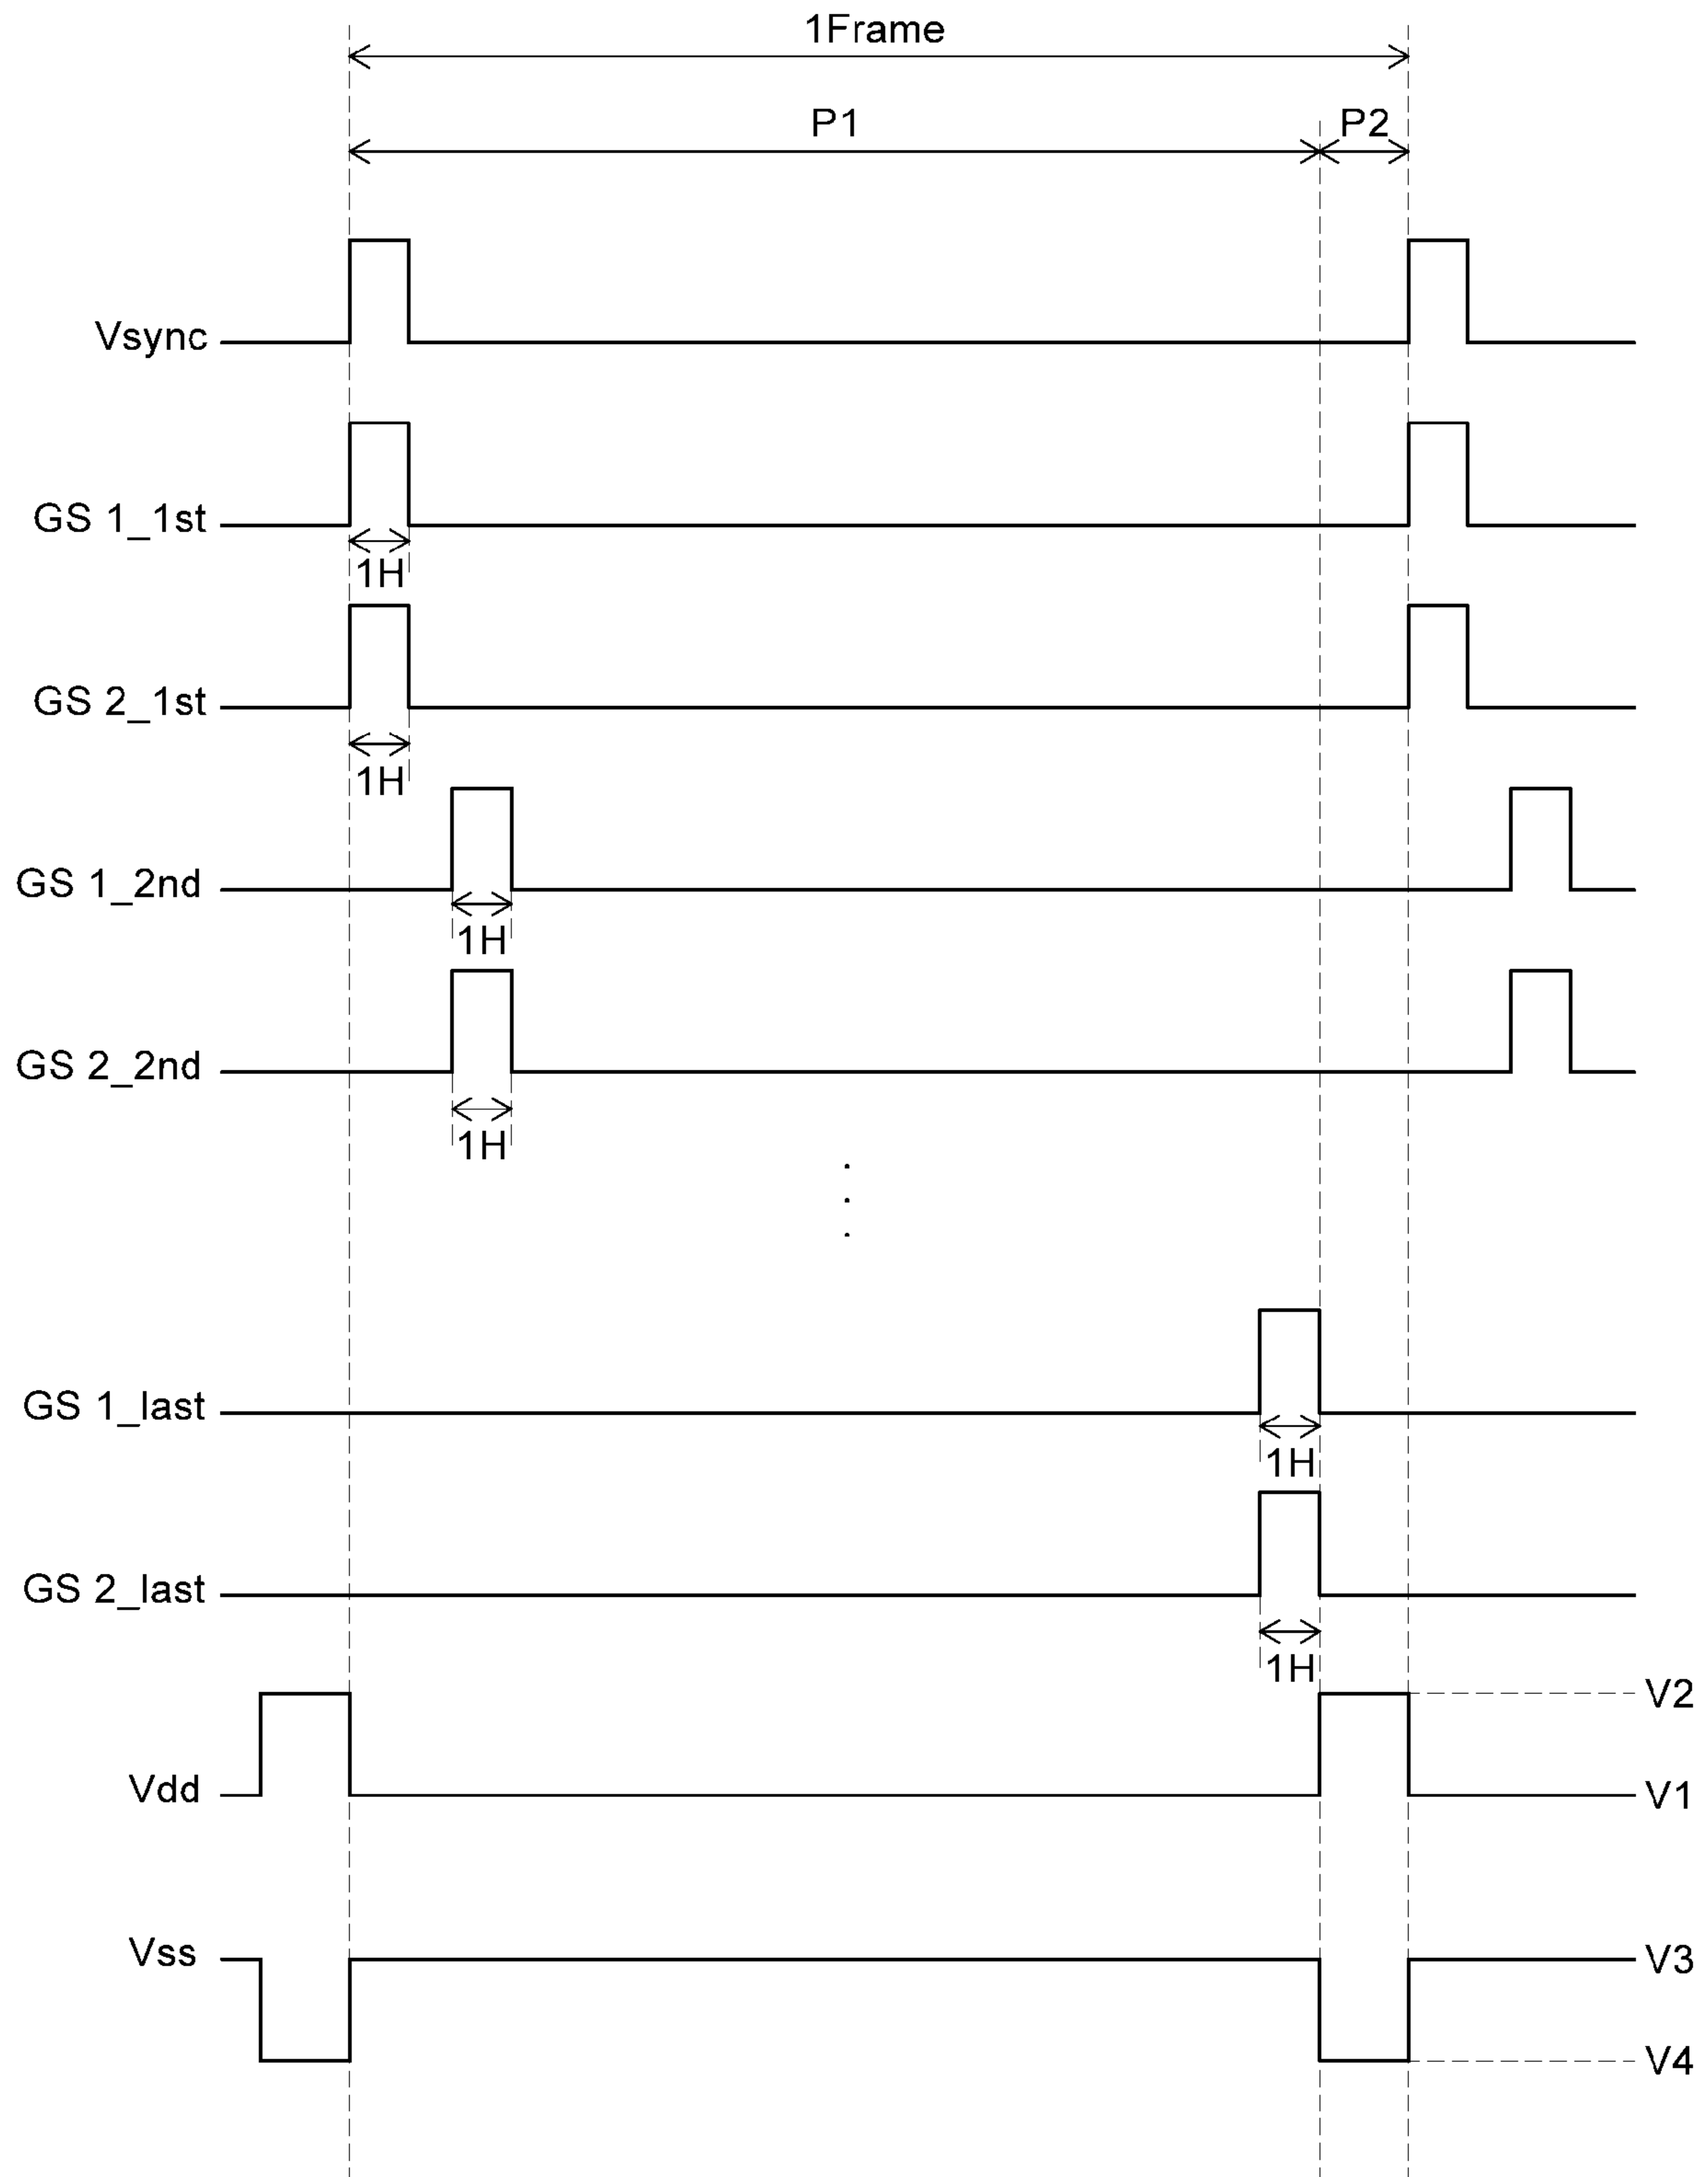 1Frame
P1 P2
Vsync
GS 1_1st
1H
GS 2_1st
1H
GS 1_2nd
1H
GS 2_2nd
1H
GS 1_last
1H
GS 2_last
1H
V2
Vdd V1
Vss V3
V4